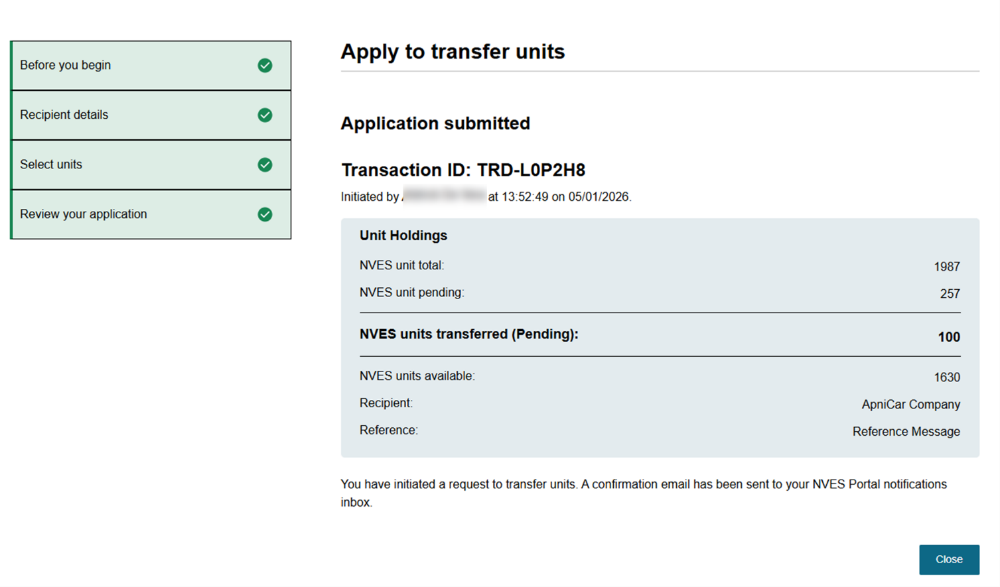 Before you begin
Recipient details
Select units
Review your application
Apply to transfer units
Application submitted
Transaction ID: TRD-L0P2H8
Initiated by at 13:52:49 on 05/01/2026.
Unit Holdings
NVES unit total: 1987
NVES unit pending: 257
NVES units transferred (Pending): 100
NVES units available: 1630
Recipient: ApniCar Company
Reference: Reference Message
You have initiated a request to transfer units. A confirmation email has been sent to your NVES Portal notifications
inbox.
Close